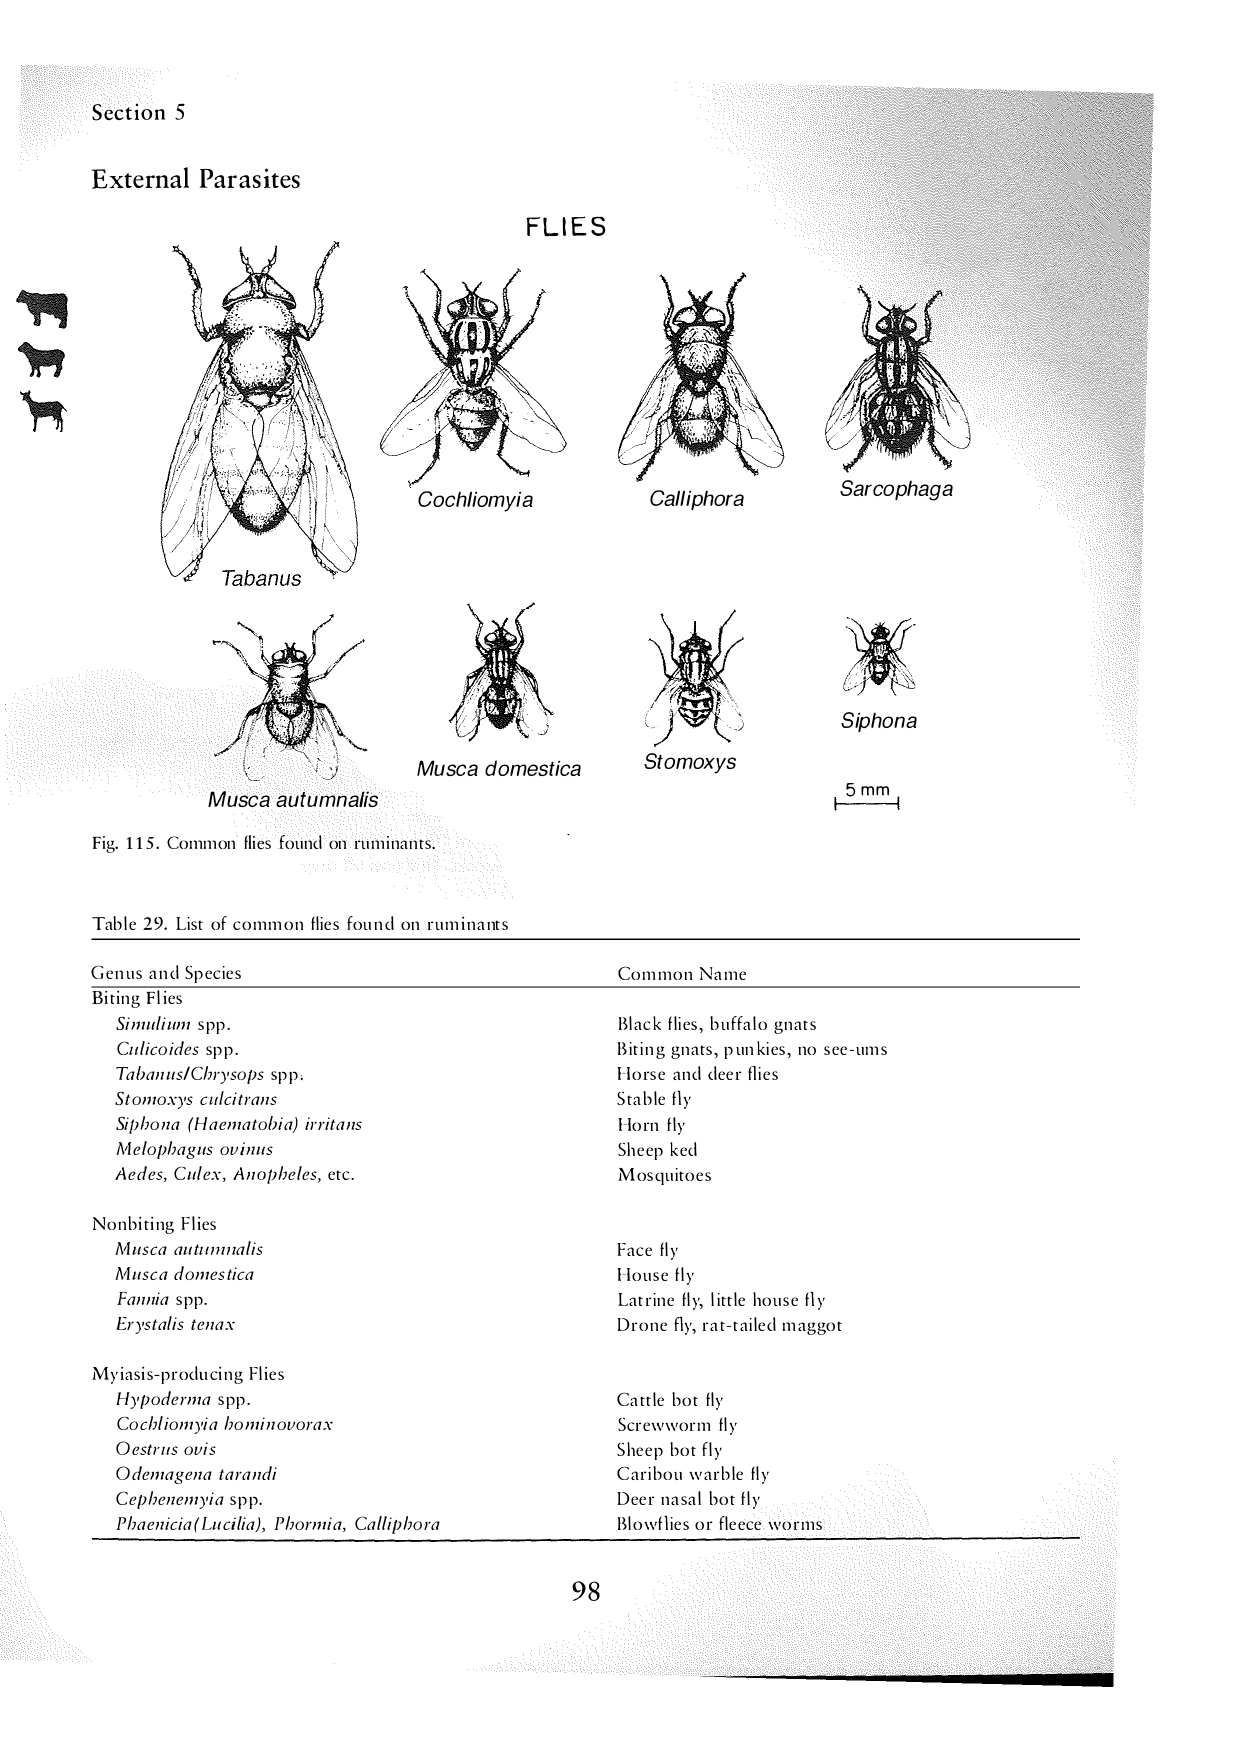 Section 5
External Parasites
FLIES
Cochliomyia
Calliphora
Sarcophaga
Tabanus
Siphona
Musca domestica
Stomoxys
Musca autumnalis
5 mm
Fig. 115. Common flies found on ruminants.
Table 29. List of common flies found on ruminants
Genus and Species Common Name
Biting Flies
Simulium spp. Black flies, buffalo gnats
Culicoides spp. Biting gnats, punkies, no see-ums
Tabanus/Chrysops spp. Horse and deer flies
Stomoxys culcitrans Stable fly
Siphona (Haematobia) irritans Horn fly
Melophagus ovinus Sheep ked
Aedes, Culex, Anopheles, etc. Mosquitoes
Nonbiting Flies
Musca autumnalis Face fly
Musca domestica House fly
Fannia spp. Latrine fly, little house fly
Erystalis tenax Drone fly, rat-tailed maggot
Myiasis-producing Flies
Hypoderma spp. Cattle bot fly
Cochliomyia hominovorax Screwworm fly
Oestrus ovis Sheep bot fly
Odemagena tarandi Caribou warble fly
Cephenemyia spp. Deer nasal bot fly
Phaenicia(Lucilia), Phormia, Calliphora Blowflies or fleece worms
98